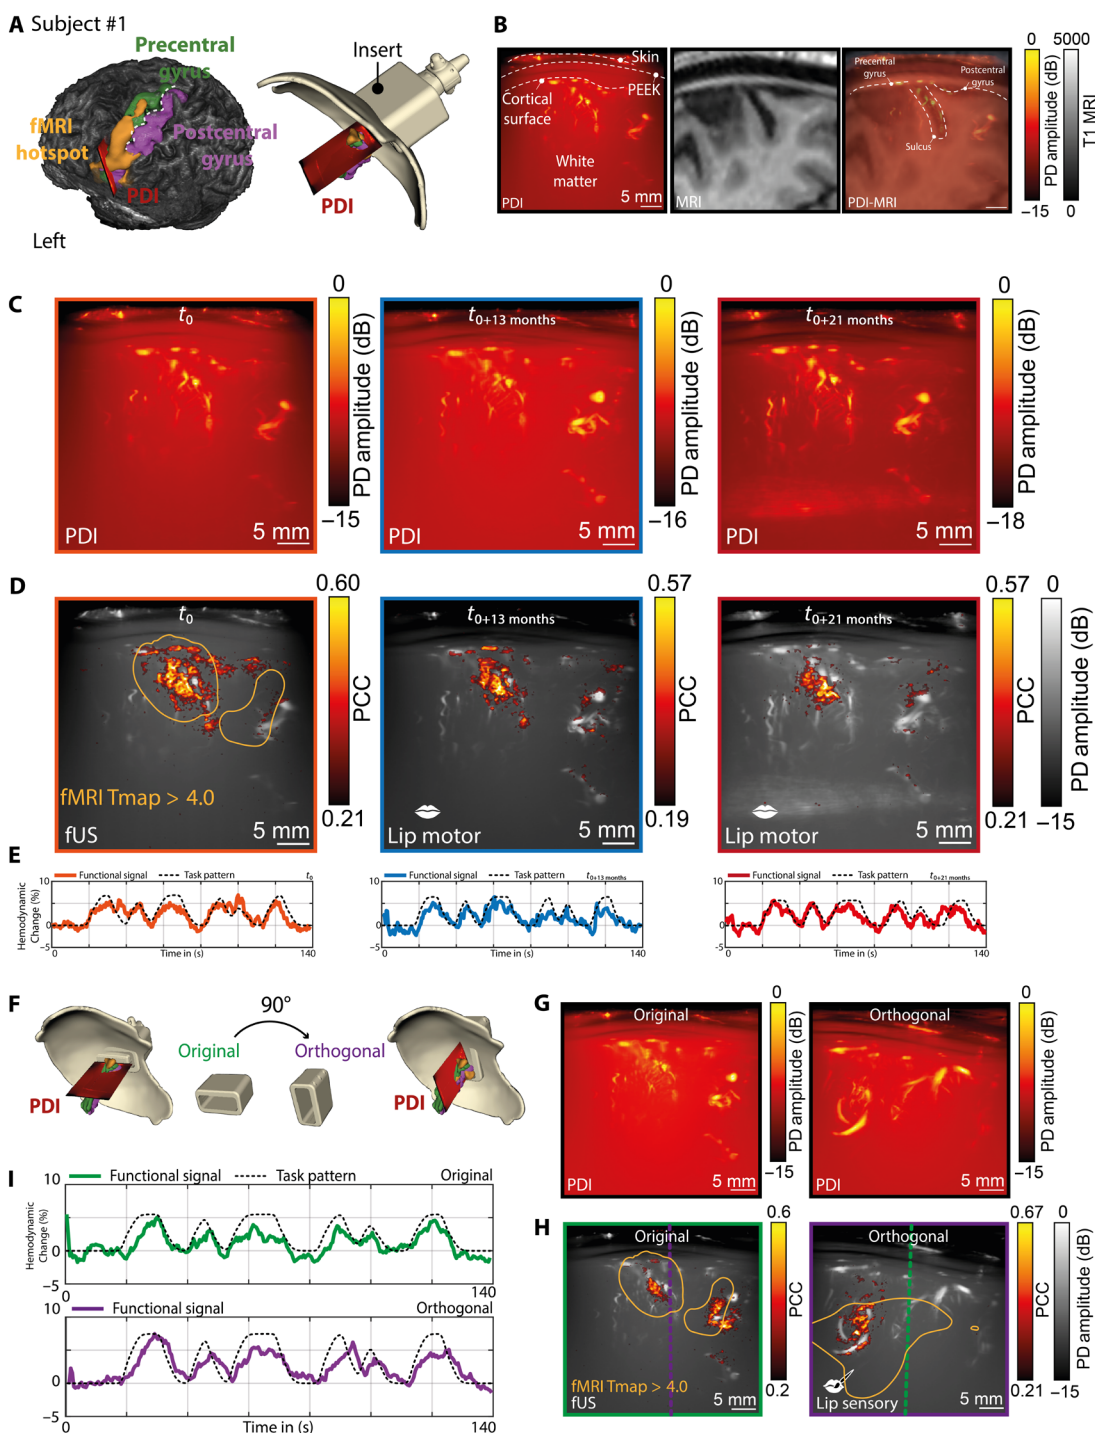 A Subject #1
Precentral
gyrus
fMRI
hotspot
Postcentral
gyrus
PDI
Left
Insert
PDI
B
Skin
PEEK
Cortical
surface
White
matter
5 mm
PDI
MRI
Precentral
gyrus
Postcentral
gyrus
Sulcus
PDI-MRI
0
PD amplitude (dB)
−15
5000
T1 MRI
0
C
t0
PDI
5 mm
0
PD amplitude (dB)
−15
t0+13 months
PDI
5 mm
0
PD amplitude (dB)
−16
t0+21 months
PDI
5 mm
0
PD amplitude (dB)
−18
D
t0
fMRI Tmap > 4.0
fUS
5 mm
0.60
PCC
0.21
t0+13 months
Lip motor
5 mm
0.57
PCC
0.19
t0+21 months
Lip motor
5 mm
0.57
PCC
0.21
0
PD amplitude (dB)
−15
E
Functional signal Task pattern t0
Hemodynamic
Change (%)
10
0
−5
0 Time in (s) 140
Functional signal Task pattern t0+13 months
10
0
−5
0 Time in (s) 140
Functional signal Task pattern t0+21 months
10
0
−5
0 Time in (s) 140
F
PDI
90°
Original
Orthogonal
PDI
G
Original
PDI
5 mm
0
PD amplitude (dB)
−15
Orthogonal
PDI
5 mm
0
PD amplitude (dB)
−15
H
Original
fMRI Tmap > 4.0
fUS
5 mm
0.6
PCC
0.2
Orthogonal
Lip sensory
5 mm
0.67
PCC
0.21
0
PD amplitude (dB)
−15
I
Functional signal Task pattern Original
Hemodynamic
Change (%)
10
0
−5
0 140
Functional signal Orthogonal
10
0
−5
0 Time in (s) 140